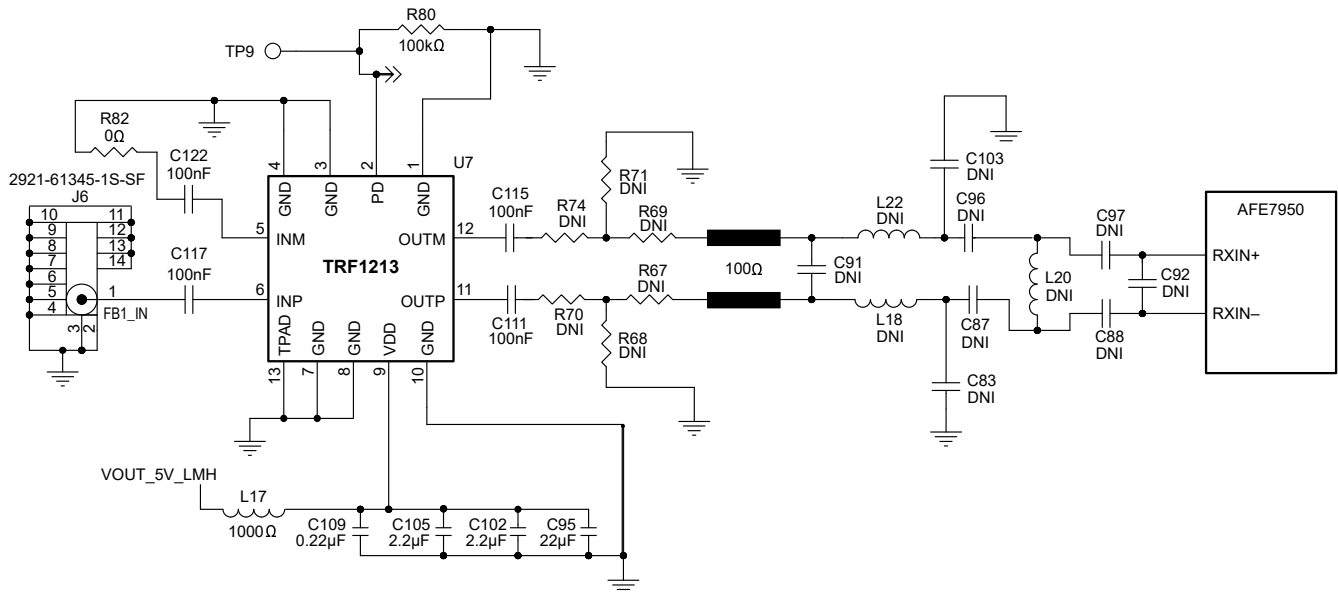 R80
100kΩ
TP9
R82
0Ω
C122
100nF
2921-61345-1S-SF
J6
10
9
8
7
6
5
4
11
12
13
14
3
2
1
FB1_IN
C117
100nF
4
3
2
1
U7
GND
GND
PD
GND
5
INM
6
INP
TRF1213
OUTM
12
OUTP
11
TPAD
GND
GND
VDD
GND
13
7
8
9
10
C115
100nF
R74
DNI
R71
DNI
R69
DNI
C111
100nF
R70
DNI
R67
DNI
R68
DNI
100Ω
C91
DNI
L22
DNI
L18
DNI
C103
DNI
C96
DNI
C87
DNI
C83
DNI
L20
DNI
C97
DNI
C88
DNI
C92
DNI
AFE7950
RXIN+
RXIN–
VOUT_5V_LMH
L17
1000Ω
C109
0.22µF
C105
2.2µF
C102
2.2µF
C95
22µF